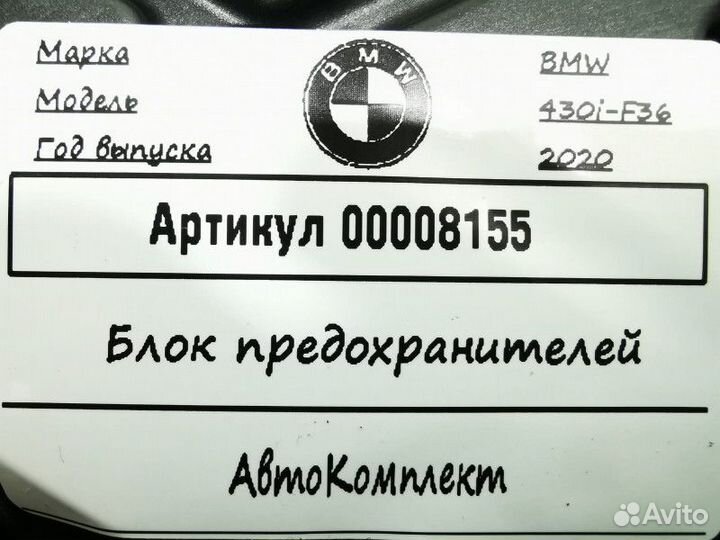 Марка BMW
Модель 430i-F36
Год выпуска 2020
BMW
Артикул 00008155
Блок предохранителей
АвтоКомплект
Avito